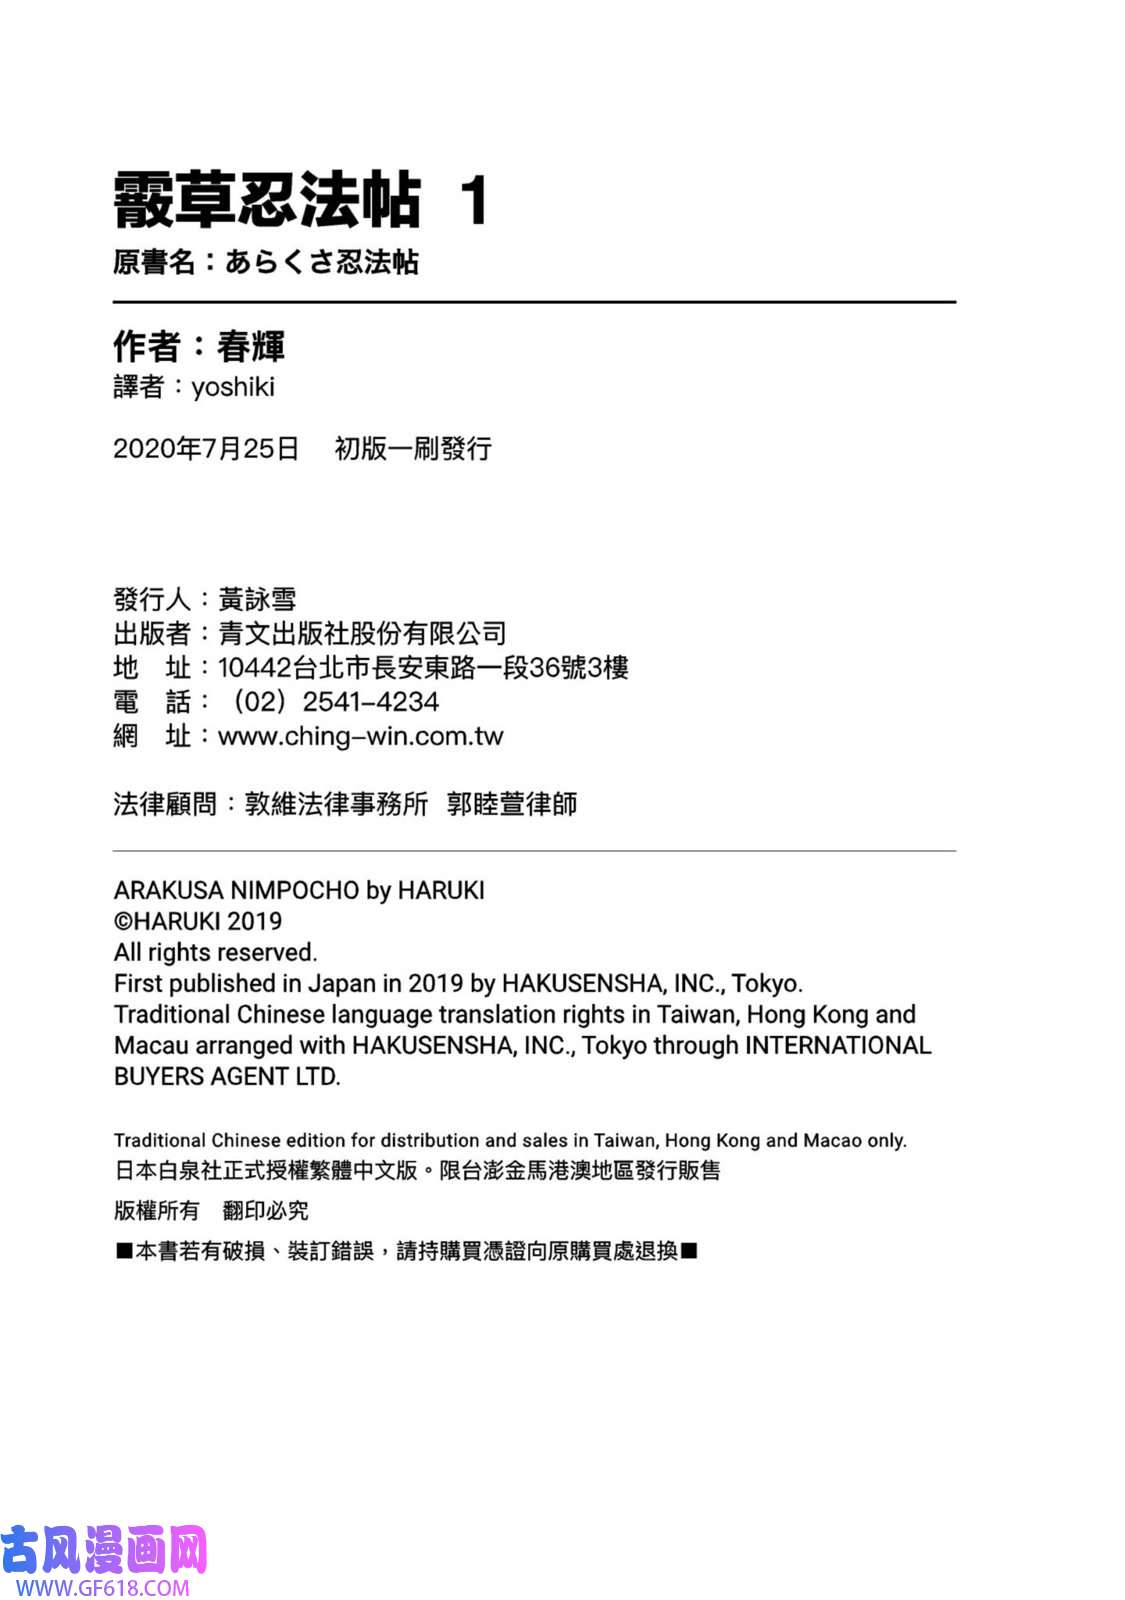 霰草忍法帖 1
原書名：あらくさ忍法帖
作者：春輝
譯者：yoshiki
2020年7月25日 初版一刷發行
發行人：黃詠雪
出版者：青文出版社股份有限公司
地 址：10442台北市長安東路一段36號3樓
電 話：（02）2541-4234
網 址：www.ching-win.com.tw
法律顧問：敦維法律事務所 郭睦萱律師
ARAKUSA NIMPOCHO by HARUKI
©HARUKI 2019
All rights reserved.
First published in Japan in 2019 by HAKUSENSHA, INC., Tokyo.
Traditional Chinese language translation rights in Taiwan, Hong Kong and
Macau arranged with HAKUSENSHA, INC., Tokyo through INTERNATIONAL
BUYERS AGENT LTD.
Traditional Chinese edition for distribution and sales in Taiwan, Hong Kong and Macao only.
日本白泉社正式授權繁體中文版。限台澎金馬港澳地區發行販售
版權所有 翻印必究
■本書若有破損、裝訂錯誤，請持購買憑證向原購買處退換■
古风漫画网
WWW.GF618.COM